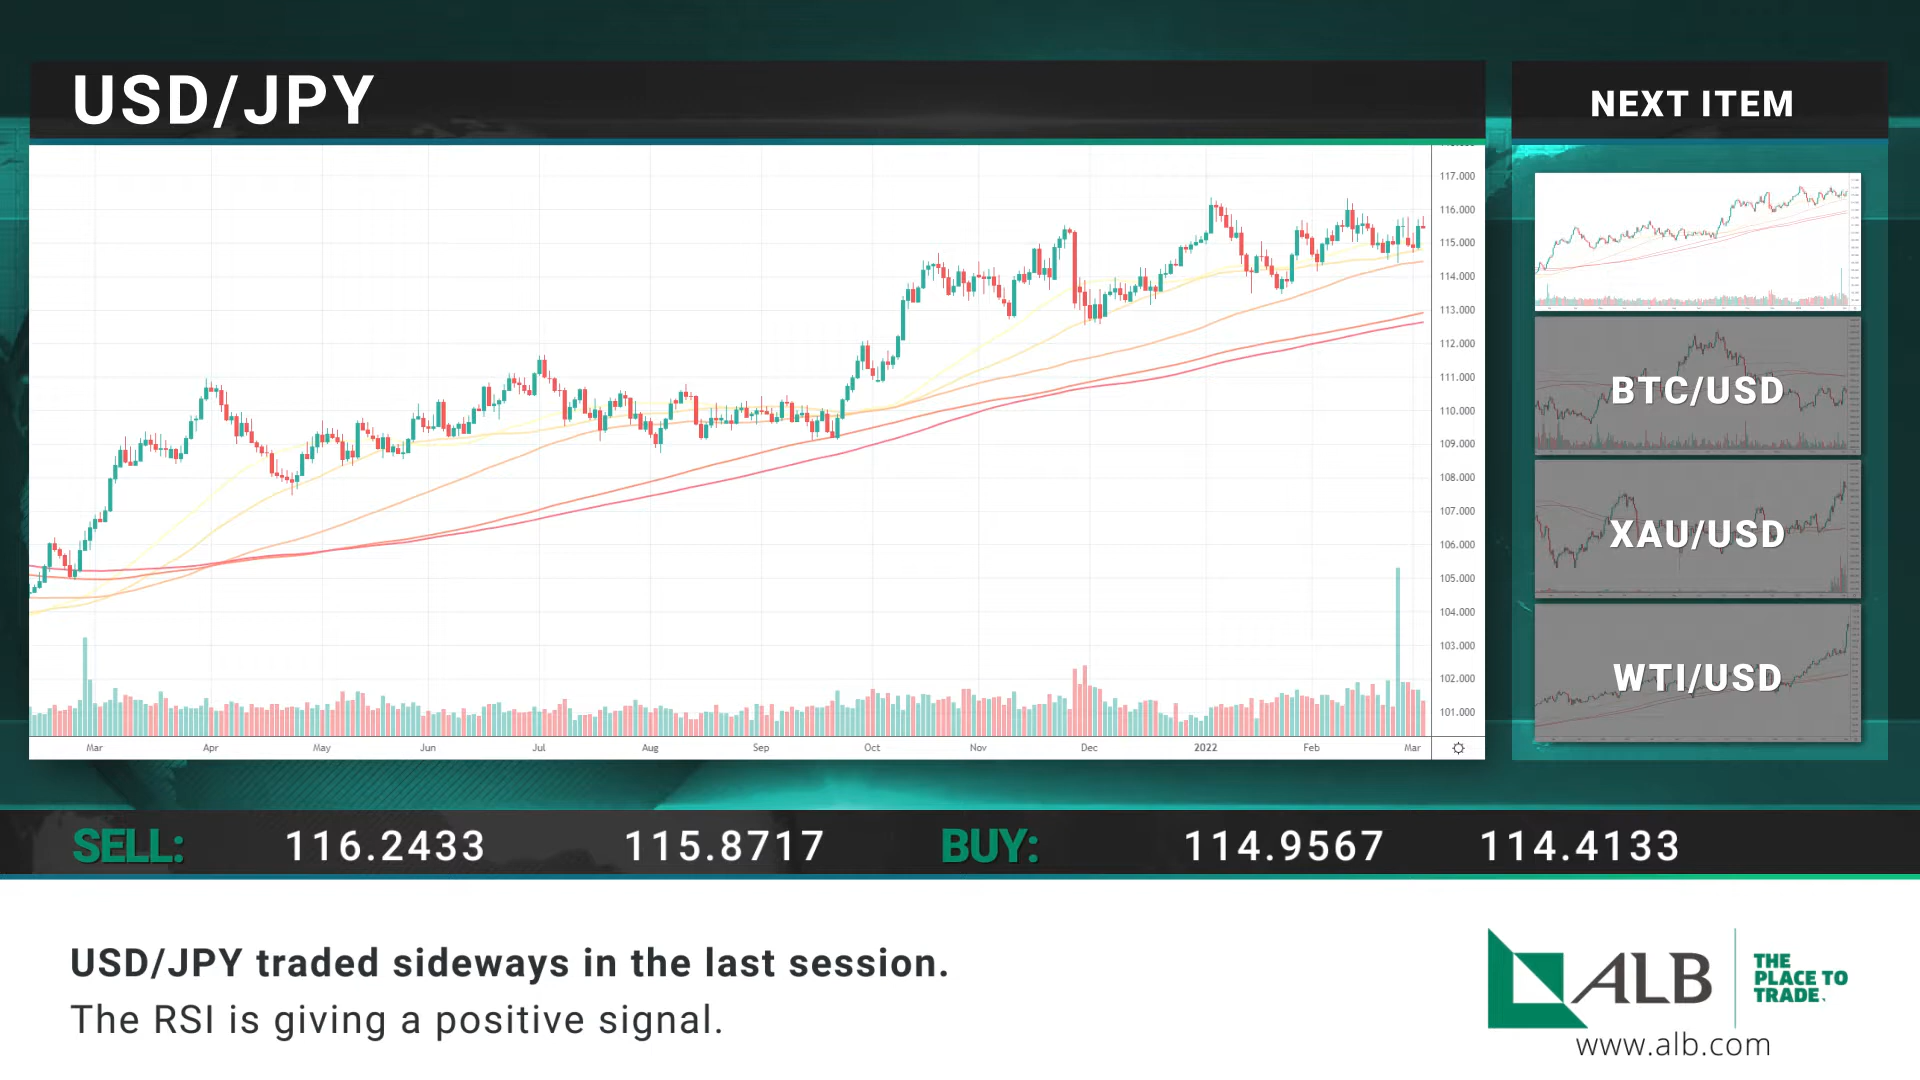 USD/JPY
NEXT ITEM
117.000
116.000
115.000
114.000
113.000
112.000
111.000
110.000
109.000
108.000
107.000
106.000
105.000
104.000
103.000
102.000
101.000
Mar Apr May Jun Jul Aug Sep Oct Nov Dec 2022 Feb Mar
BTC/USD
XAU/USD
WTI/USD
SELL: 116.2433 115.8717 BUY: 114.9567 114.4133
USD/JPY traded sideways in the last session.
The RSI is giving a positive signal.
ALB
THE
PLACE TO
TRADE.
www.alb.com